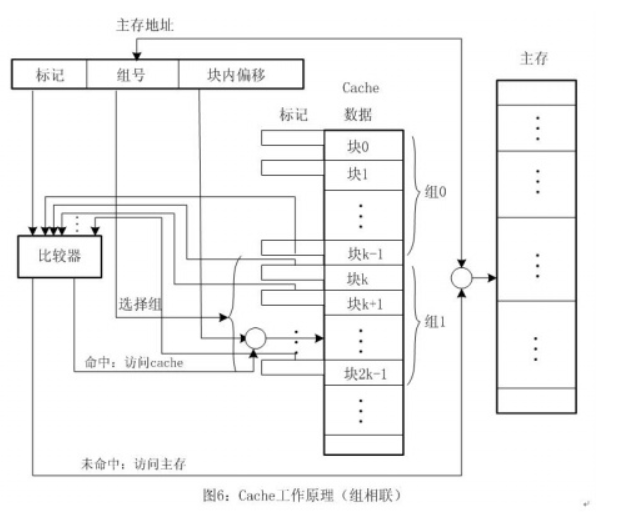 主存地址
主存
标记 组号 块内偏移
Cache
标记 数据
块0
块1
组0
比较器
块k-1
块k
选择组
块k+1
组1
命中：访问cache
块2k-1
未命中：访问主存
图6：Cache工作原理（组相联）